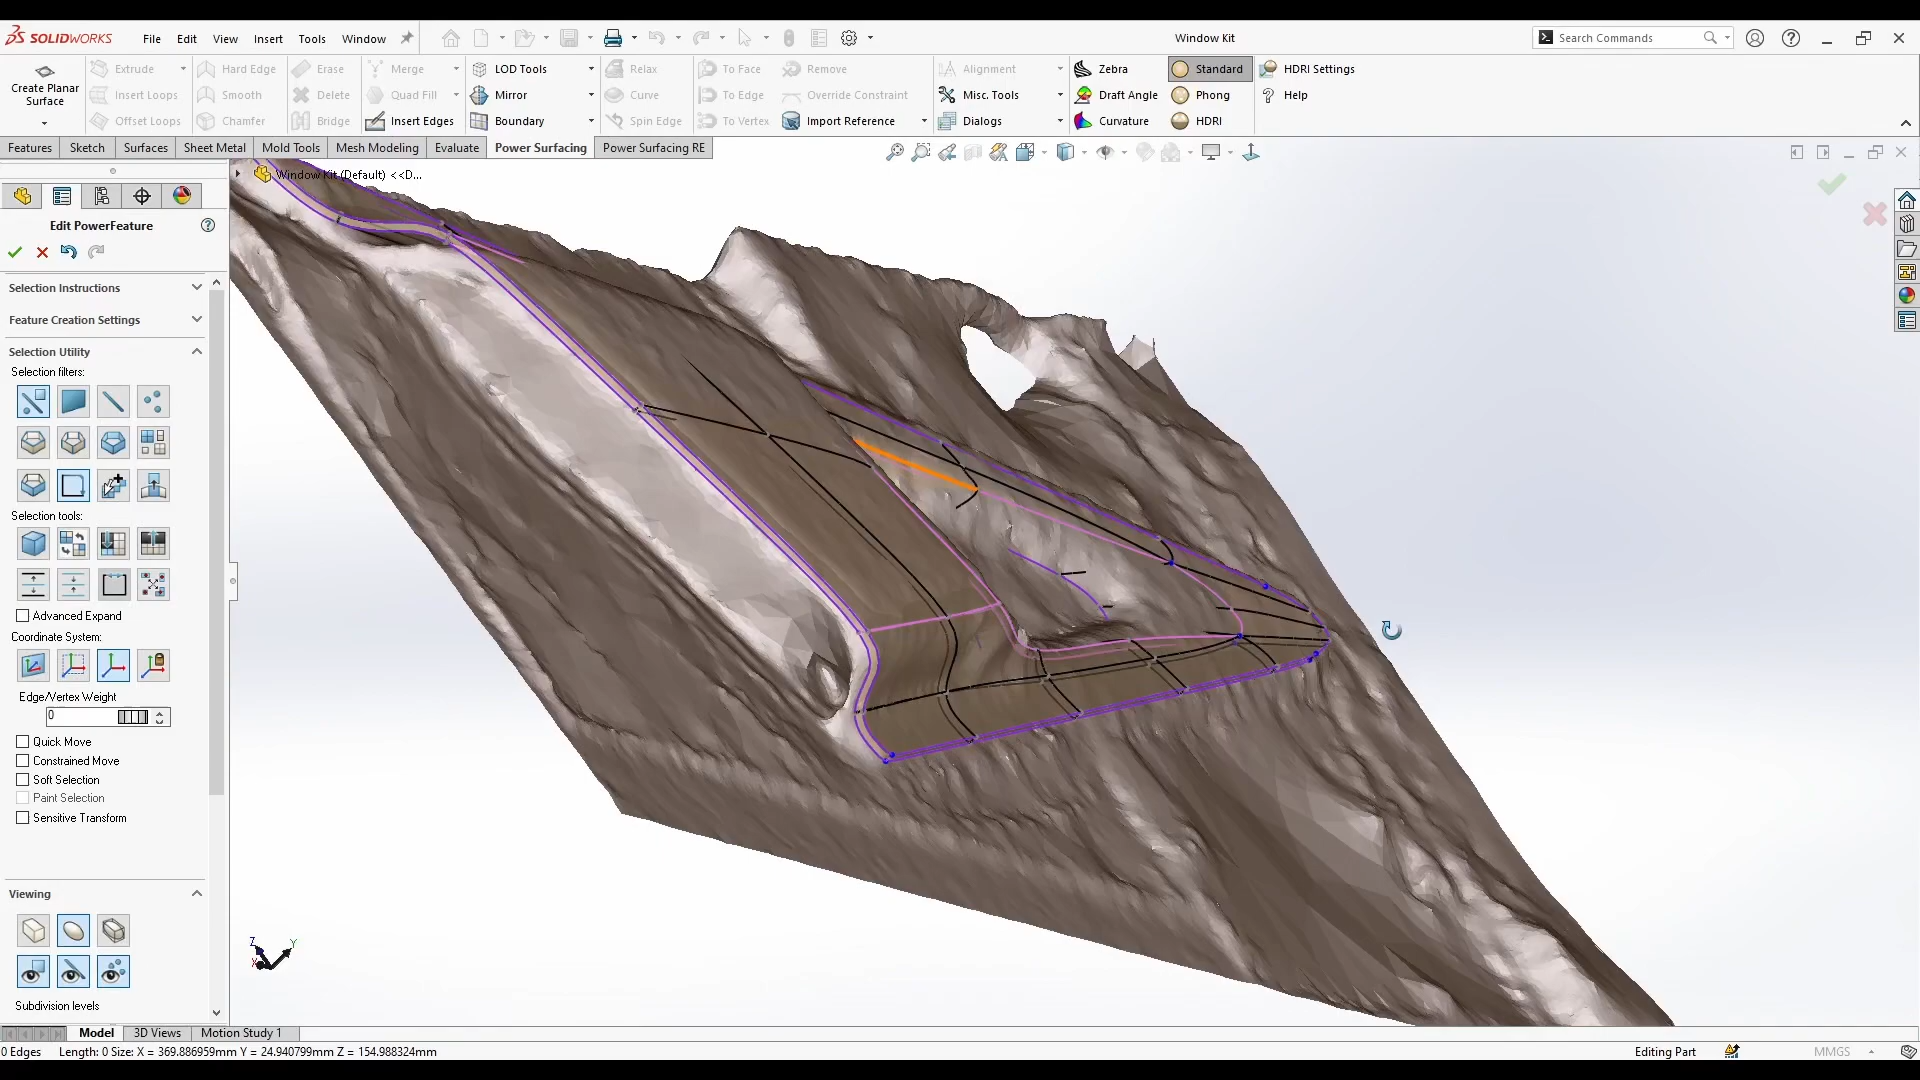 SOLIDWORKS File Edit View Insert Tools Window Window Kit Search Commands
Create Planar Surface
Extrude Hard Edge Erase Merge LOD Tools Relax To Face Remove Alignment Zebra Standard HDRI Settings
Insert Loops Smooth Delete Quad Fill Mirror Curve To Edge Override Constraint Misc. Tools Draft Angle Phong Help
Offset Loops Chamfer Bridge Insert Edges Boundary Spin Edge To Vertex Import Reference Dialogs Curvature HDRI
Features Sketch Surfaces Sheet Metal Mold Tools Mesh Modeling Evaluate Power Surfacing Power Surfacing RE
Window Kit (Default) <<D...
Edit PowerFeature
Selection Instructions
Feature Creation Settings
Selection Utility
Selection filters:
Selection tools:
Advanced Expand
Coordinate System:
Edge/Vertex Weight
0
Quick Move
Constrained Move
Soft Selection
Paint Selection
Sensitive Transform
Viewing
Subdivision levels
Z Y X
Model 3D Views Motion Study 1
0 Edges Length: 0 Size: X = 369.886959mm Y = 24.940799mm Z = 154.988324mm Editing Part MMGS